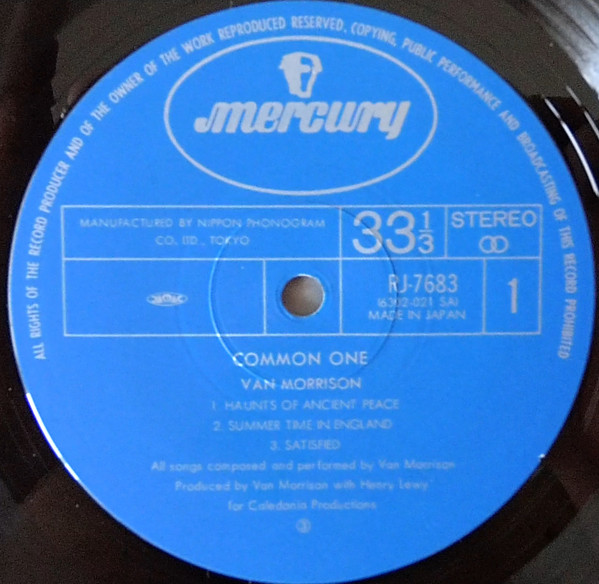 ALL RIGHTS OF THE RECORD PRODUCER AND OF THE OWNER OF THE WORK REPRODUCED RESERVED. COPYING, PUBLIC PERFORMANCE AND BROADCASTING OF THIS RECORD PROHIBITED
mercury
MANUFACTURED BY NIPPON PHONOGRAM
CO., LTD., TOKYO
33 1/3
STEREO
RJ-7683
(6302-021 SA)
MADE IN JAPAN
1
COMMON ONE
VAN MORRISON
1. HAUNTS OF ANCIENT PEACE
2. SUMMER TIME IN ENGLAND
3. SATISFIED
All songs composed and performed by Van Morrison
Produced by Van Morrison with Henry Lewy
for Caledonia Productions